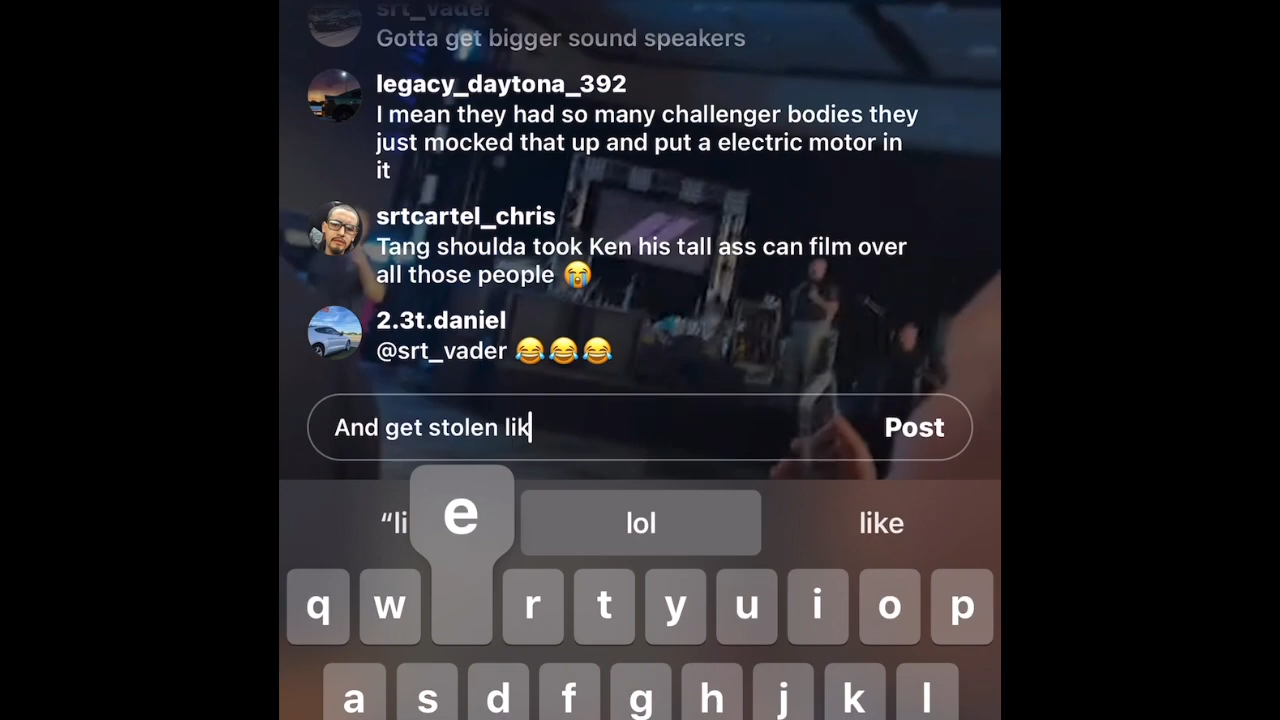 srt_vader
Gotta get bigger sound speakers
legacy_daytona_392
I mean they had so many challenger bodies they
just mocked that up and put a electric motor in
it
srtcartel_chris
Tang shoulda took Ken his tall ass can film over
all those people 😭
2.3t.daniel
@srt_vader 😂😂😂
And get stolen lik
Post
“li
e
lol
like
q w r t y u i o p
a s d f g h j k l